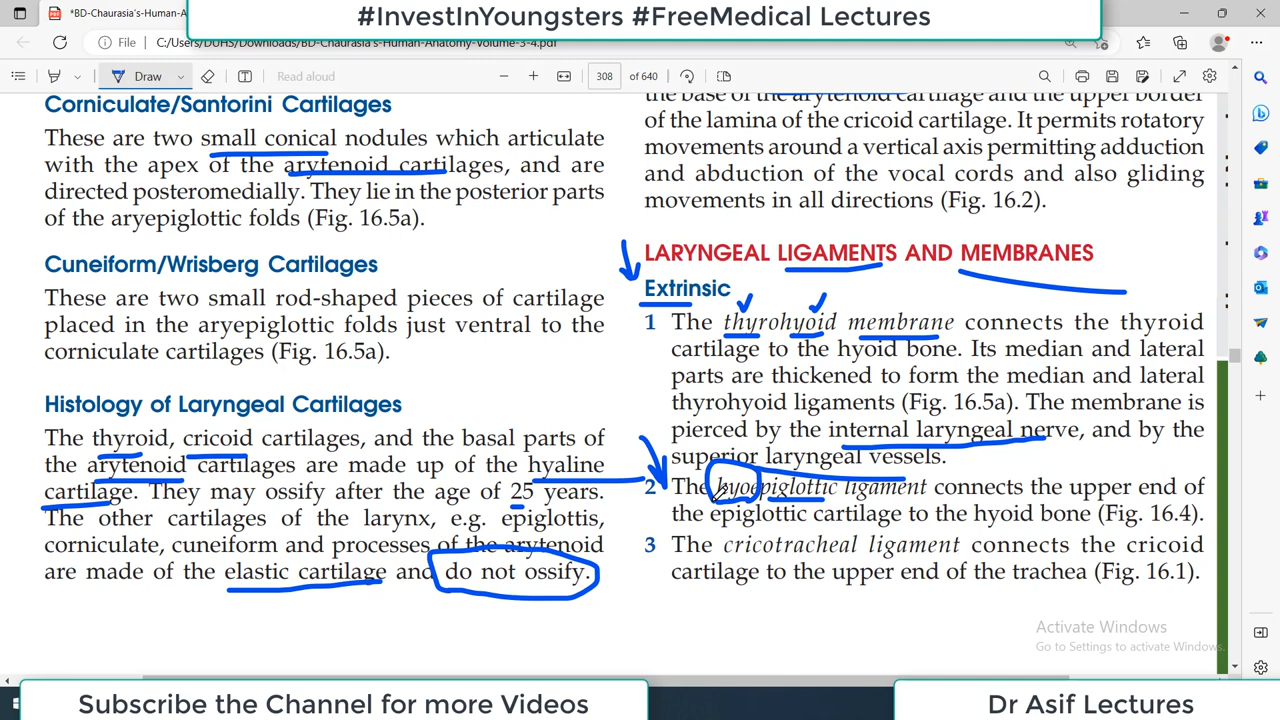 #InvestInYoungsters #FreeMedical Lectures
*BD-Chaurasia's-Human-A
File
C:/Users/DUHS/Downloads/BD-Chaurasia's-Human-Anatomy-Volume-3-4.pdf
Draw
Read aloud
308 of 640
Corniculate/Santorini Cartilages
These are two small conical nodules which articulate
with the apex of the arytenoid cartilages, and are
directed posteromedially. They lie in the posterior parts
of the aryepiglottic folds (Fig. 16.5a).
Cuneiform/Wrisberg Cartilages
These are two small rod-shaped pieces of cartilage
placed in the aryepiglottic folds just ventral to the
corniculate cartilages (Fig. 16.5a).
Histology of Laryngeal Cartilages
The thyroid, cricoid cartilages, and the basal parts of
the arytenoid cartilages are made up of the hyaline
cartilage. They may ossify after the age of 25 years.
The other cartilages of the larynx, e.g. epiglottis,
corniculate, cuneiform and processes of the arytenoid
are made of the elastic cartilage and do not ossify.
the base of the arytenoid cartilage and the upper border
of the lamina of the cricoid cartilage. It permits rotatory
movements around a vertical axis permitting adduction
and abduction of the vocal cords and also gliding
movements in all directions (Fig. 16.2).
LARYNGEAL LIGAMENTS AND MEMBRANES
Extrinsic
1 The thyrohyoid membrane connects the thyroid
cartilage to the hyoid bone. Its median and lateral
parts are thickened to form the median and lateral
thyrohyoid ligaments (Fig. 16.5a). The membrane is
pierced by the internal laryngeal nerve, and by the
superior laryngeal vessels.
2 The hyoepiglottic ligament connects the upper end of
the epiglottic cartilage to the hyoid bone (Fig. 16.4).
3 The cricotracheal ligament connects the cricoid
cartilage to the upper end of the trachea (Fig. 16.1).
Activate Windows
Go to Settings to activate Windows.
Subscribe the Channel for more Videos
Dr Asif Lectures